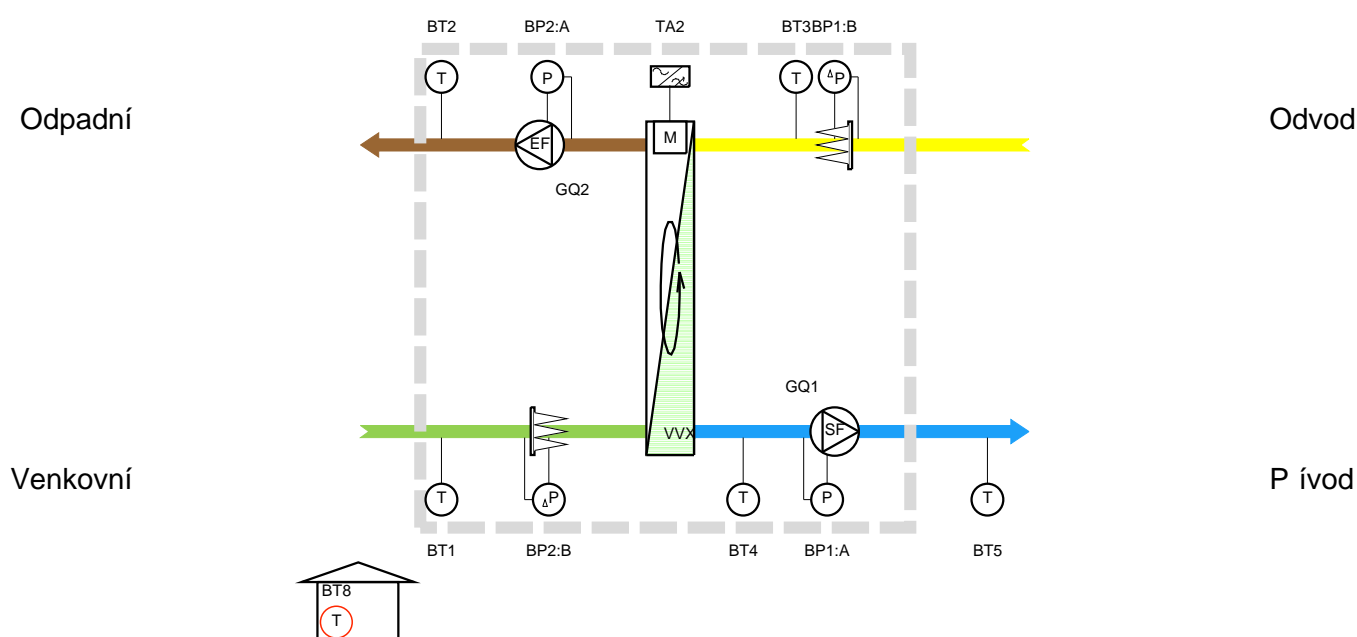 BT2 BP2:A TA2 BT3BP1:B
T P T ΔP
Odpadní Odvod
M
EF
GQ2
GQ1
VVX SF
Venkovní P ívod
T ΔP T P T
BT1 BP2:B BT4 BP1:A BT5
BT8
T